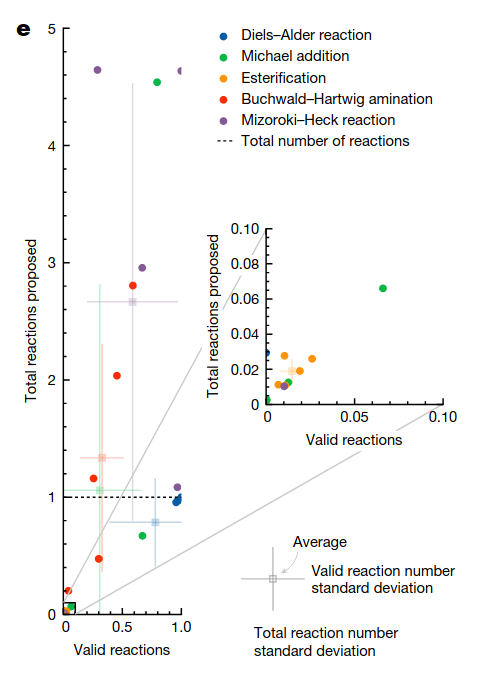 e
Diels–Alder reaction
Michael addition
Esterification
Buchwald–Hartwig amination
Mizoroki–Heck reaction
Total number of reactions
Total reactions proposed
5
4
3
2
1
0
0
0.5
1.0
Valid reactions
Total reactions proposed
0.10
0.08
0.06
0.04
0.02
0
0
0.05
0.10
Valid reactions
Average
Valid reaction number
standard deviation
Total reaction number
standard deviation